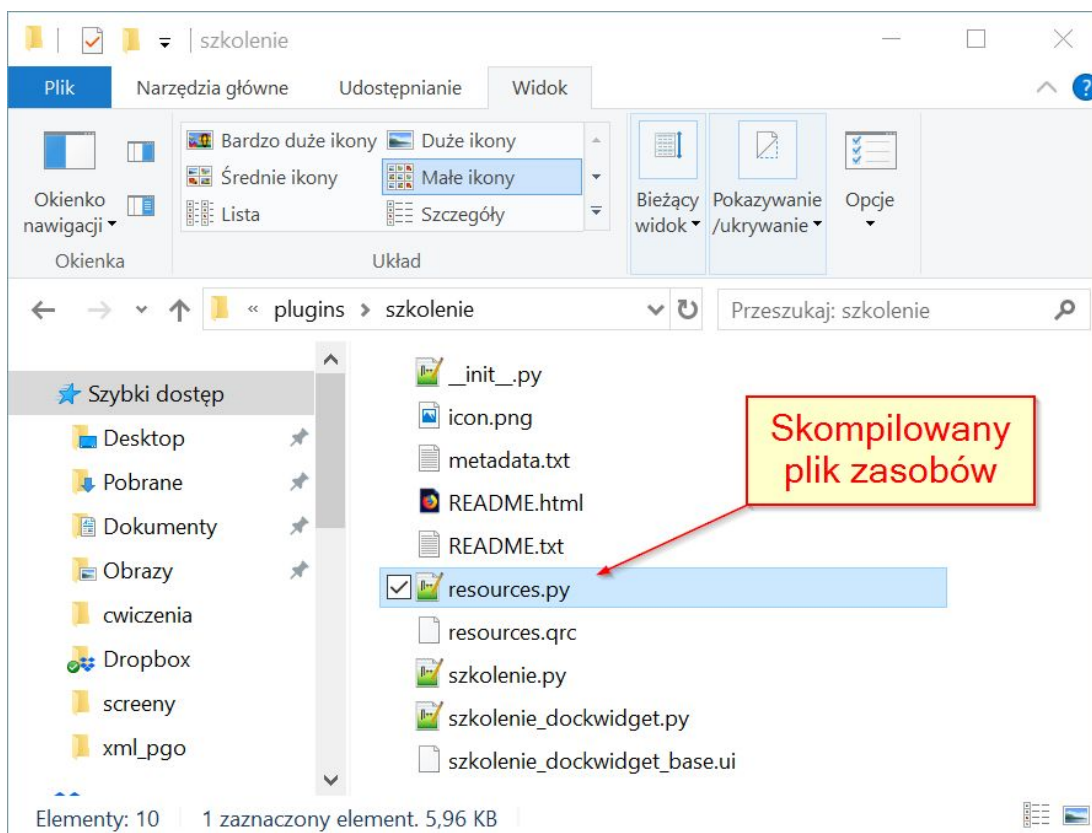 szkolenie
Plik Narzędzia główne Udostępnianie Widok
?
Bardzo duże ikony Duże ikony
Średnie ikony Małe ikony
Lista Szczegóły
Okienko
nawigacji
Bieżący
widok
Pokazywanie
/ukrywanie
Opcje
Okienka Układ
« plugins > szkolenie
Przeszukaj: szkolenie
Szybki dostęp
Desktop
Pobrane
Dokumenty
Obrazy
cwiczenia
Dropbox
screeny
xml_pgo
__init__.py
icon.png
metadata.txt
README.html
README.txt
resources.py
resources.qrc
szkolenie.py
szkolenie_dockwidget.py
szkolenie_dockwidget_base.ui
Skompilowany
plik zasobów
Elementy: 10 1 zaznaczony element. 5,96 KB